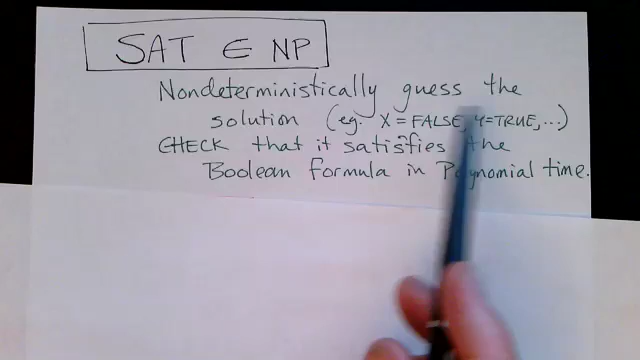 SAT ∈ NP
Nondeterministically guess the
solution (eg. X = FALSE, Y=TRUE, ...)
CHECK that it satisfies the
Boolean formula in Polynomial time.